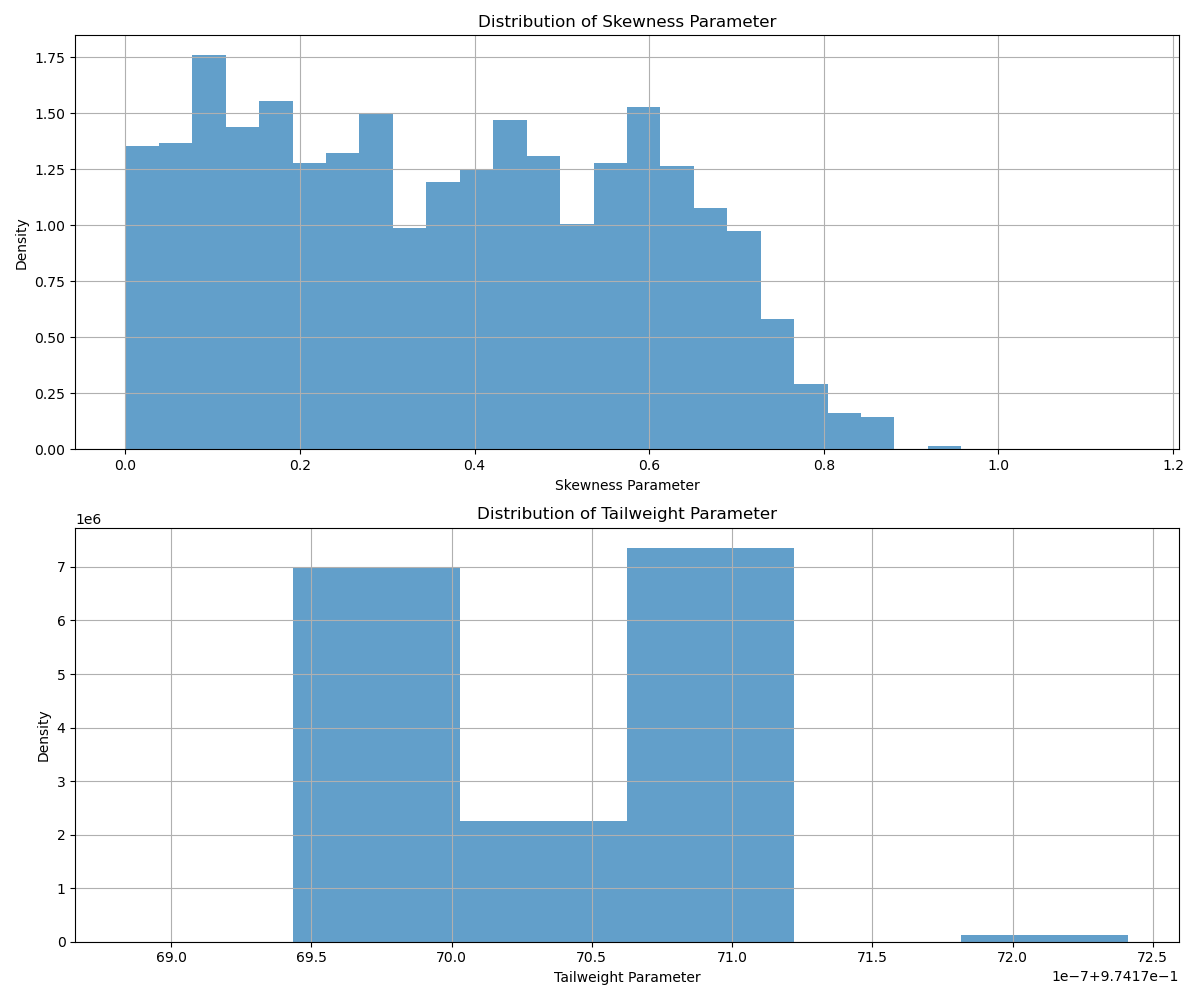 Distribution of Skewness Parameter
1.75
1.50
1.25
1.00
0.75
0.50
0.25
0.00
Density
0.0 0.2 0.4 0.6 0.8 1.0 1.2
Skewness Parameter
Distribution of Tailweight Parameter
1e6
7
6
5
4
3
2
1
0
Density
69.0 69.5 70.0 70.5 71.0 71.5 72.0 72.5
Tailweight Parameter
1e−7+9.7417e−1